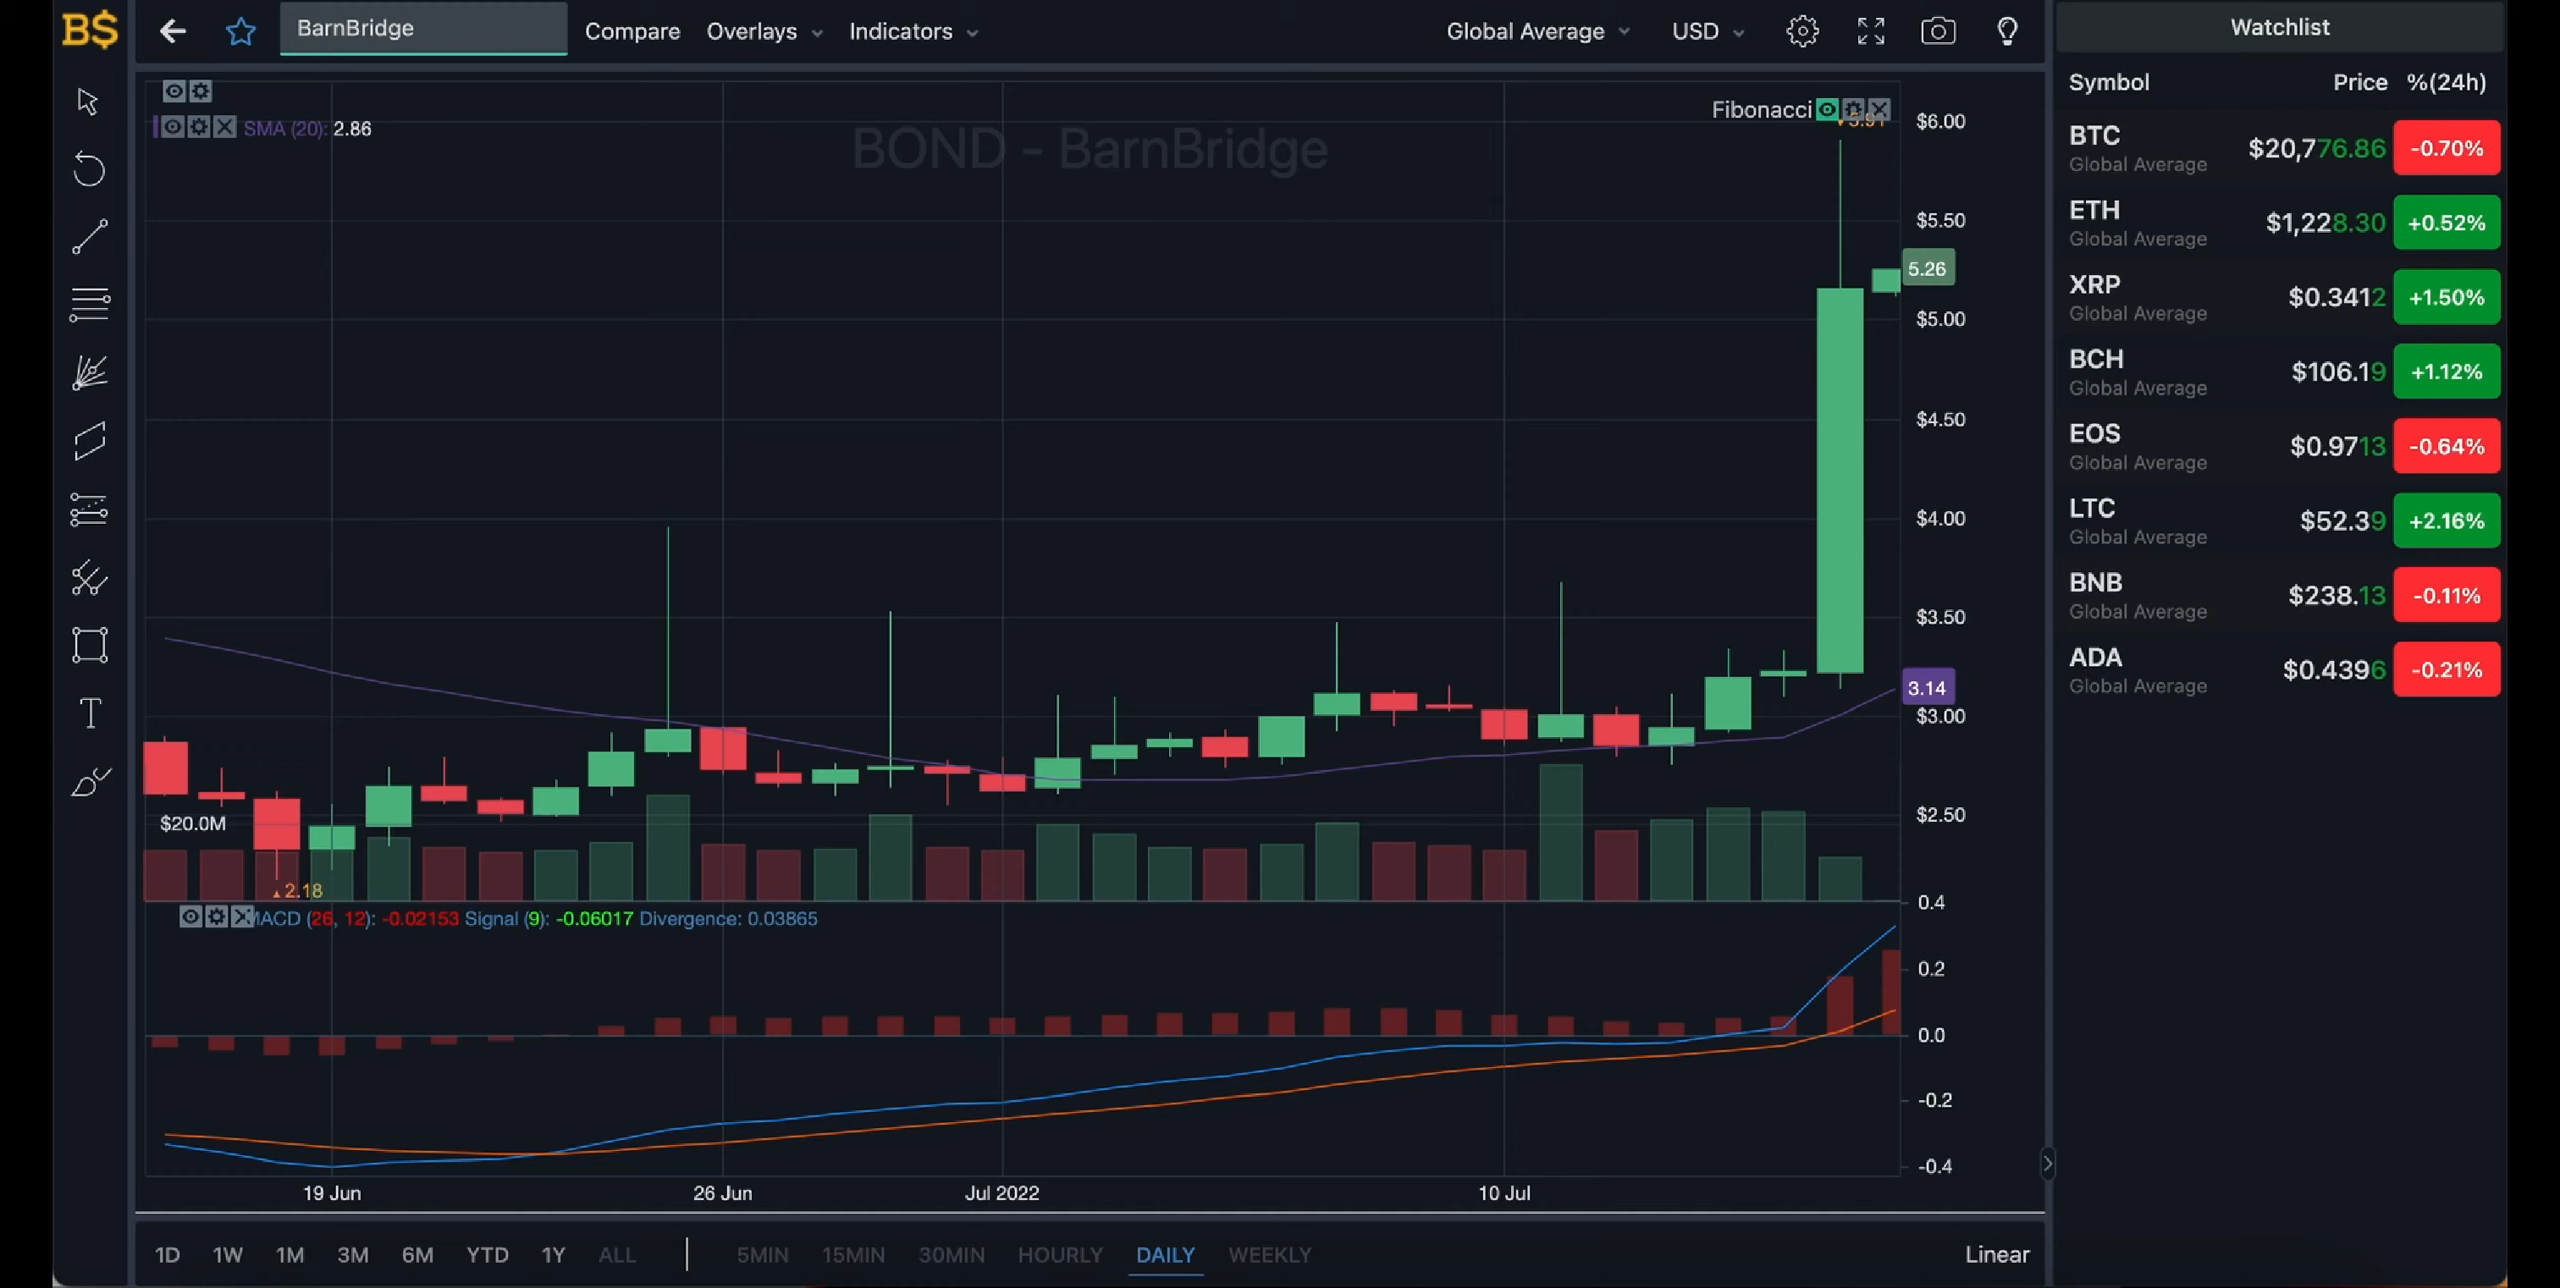 B$
BarnBridge
Compare
Overlays
Indicators
Global Average
USD
Watchlist
Symbol Price %(24h)
Fibonacci
SMA (20): 2.86
BOND - BarnBridge
5.91
$6.00
$5.50
5.26
$5.00
$4.50
$4.00
$3.50
3.14
$3.00
$2.50
$20.0M
2.18
MACD (26, 12): -0.02153 Signal (9): -0.06017 Divergence: 0.03865
0.4
0.2
0.0
-0.2
-0.4
19 Jun 26 Jun Jul 2022 10 Jul
1D 1W 1M 3M 6M YTD 1Y ALL 5MIN 15MIN 30MIN HOURLY DAILY WEEKLY Linear
BTC $20,776.86 -0.70%
Global Average
ETH $1,228.30 +0.52%
Global Average
XRP $0.3412 +1.50%
Global Average
BCH $106.19 +1.12%
Global Average
EOS $0.9713 -0.64%
Global Average
LTC $52.39 +2.16%
Global Average
BNB $238.13 -0.11%
Global Average
ADA $0.4396 -0.21%
Global Average
T